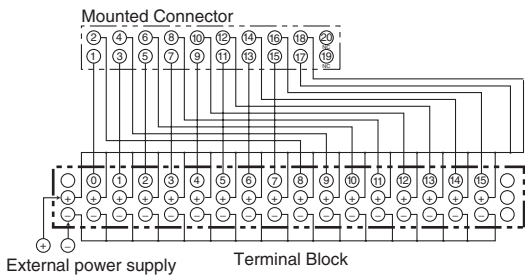 Mounted Connector
2 4 6 8 10 12 14 16 18 20
NC
1 3 5 7 9 11 13 15 17 19
NC
0 1 2 3 4 5 6 7 8 9 10 11 12 13 14 15
+ + + + + + + + + + + + + + + + +
− − − − − − − − − − − − − − − − −
+ −
External power supply
Terminal Block